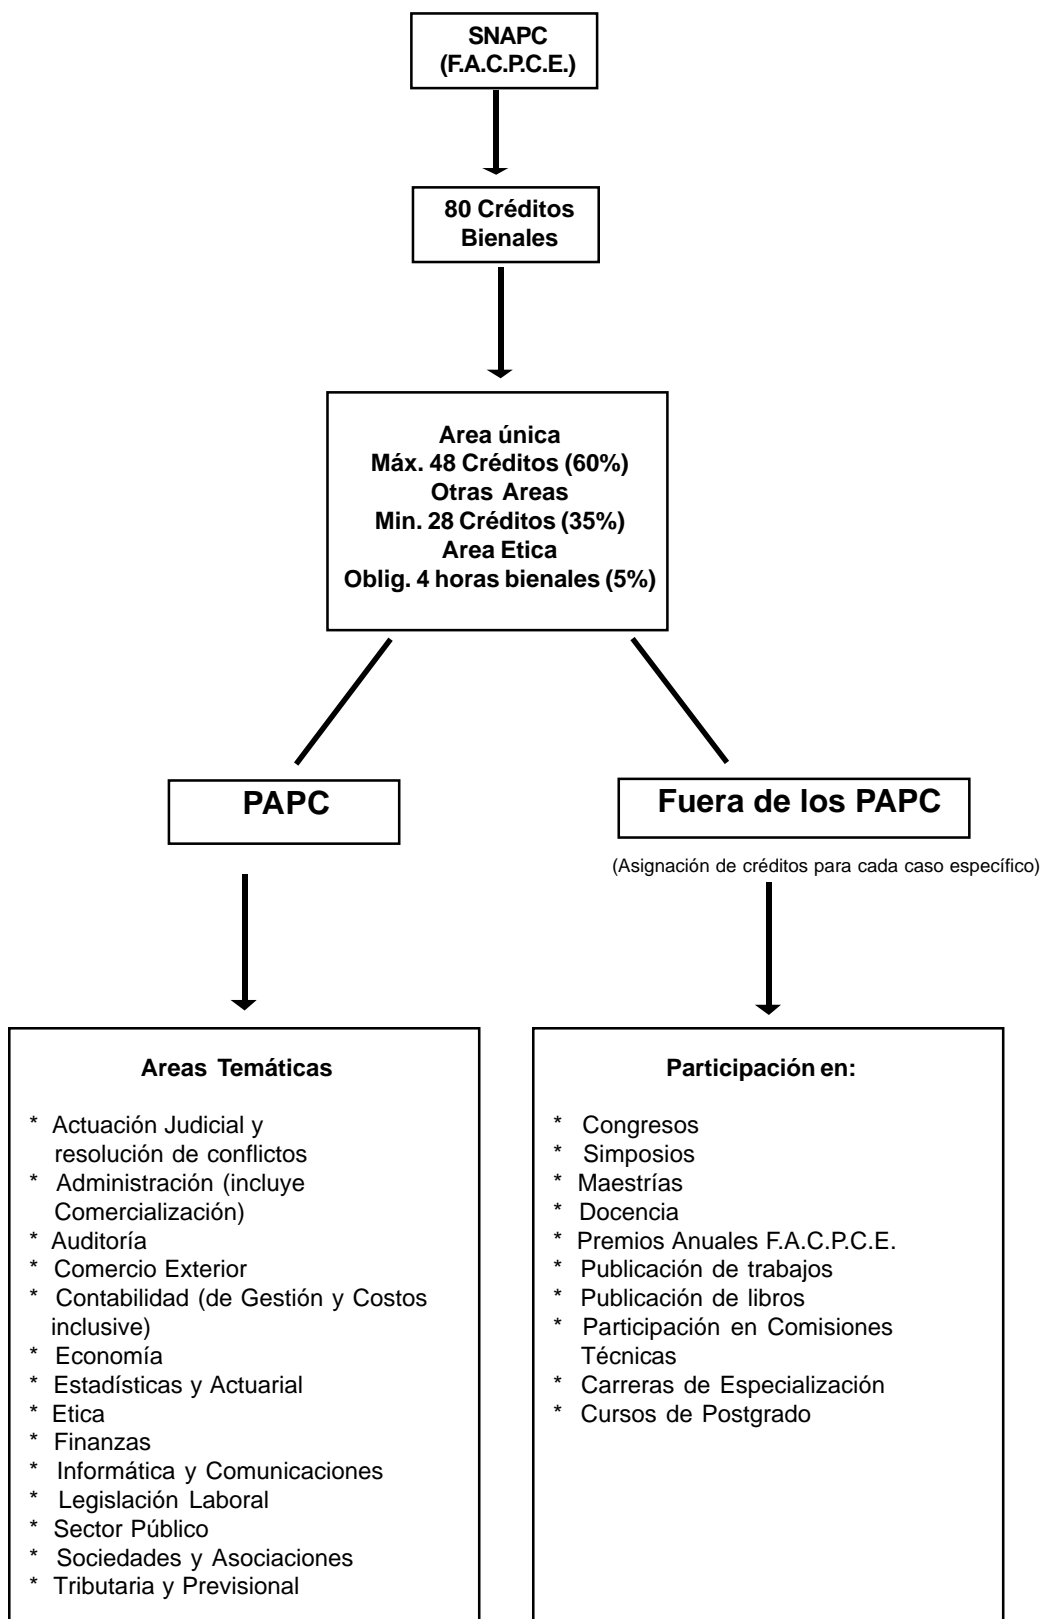 SNAPC
(F.A.C.P.C.E.)
80 Créditos
Bienales
Area única
Máx. 48 Créditos (60%)
Otras Areas
Min. 28 Créditos (35%)
Area Etica
Oblig. 4 horas bienales (5%)
PAPC
Fuera de los PAPC
(Asignación de créditos para cada caso específico)
Areas Temáticas
* Actuación Judicial y
resolución de conflictos
* Administración (incluye
Comercialización)
* Auditoría
* Comercio Exterior
* Contabilidad (de Gestión y Costos
inclusive)
* Economía
* Estadísticas y Actuarial
* Etica
* Finanzas
* Informática y Comunicaciones
* Legislación Laboral
* Sector Público
* Sociedades y Asociaciones
* Tributaria y Previsional
Participación en:
* Congresos
* Simposios
* Maestrías
* Docencia
* Premios Anuales F.A.C.P.C.E.
* Publicación de trabajos
* Publicación de libros
* Participación en Comisiones
Técnicas
* Carreras de Especialización
* Cursos de Postgrado